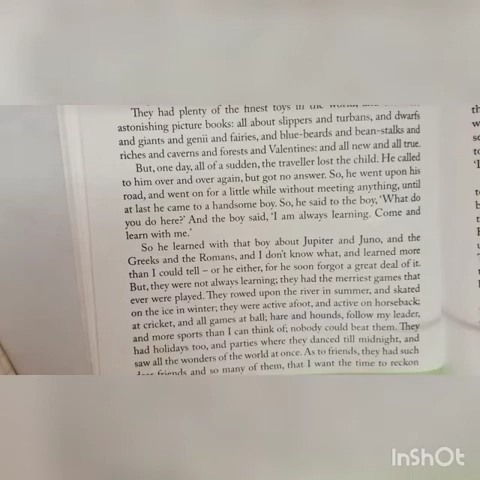 They had plenty of the finest toys in the world, and
astonishing picture books: all about slippers and turbans, and dwarfs
and giants and genii and fairies, and blue-beards and bean-stalks and
riches and caverns and forests and Valentines: and all new and all true.
But, one day, all of a sudden, the traveller lost the child. He called
to him over and over again, but got no answer. So, he went upon his
road, and went on for a little while without meeting anything, until
at last he came to a handsome boy. So, he said to the boy, ‘What do
you do here?’ And the boy said, ‘I am always learning. Come and
learn with me.’
So he learned with that boy about Jupiter and Juno, and the
Greeks and the Romans, and I don't know what, and learned more
than I could tell – or he either, for he soon forgot a great deal of it.
But, they were not always learning; they had the merriest games that
ever were played. They rowed upon the river in summer, and skated
on the ice in winter; they were active afoot, and active on horseback;
at cricket, and all games at ball; hare and hounds, follow my leader,
and more sports than I can think of; nobody could beat them. They
had holidays too, and parties where they danced till midnight, and
saw all the wonders of the world at once. As to friends, they had such
dear friends and so many of them, that I want the time to reckon
InShOt